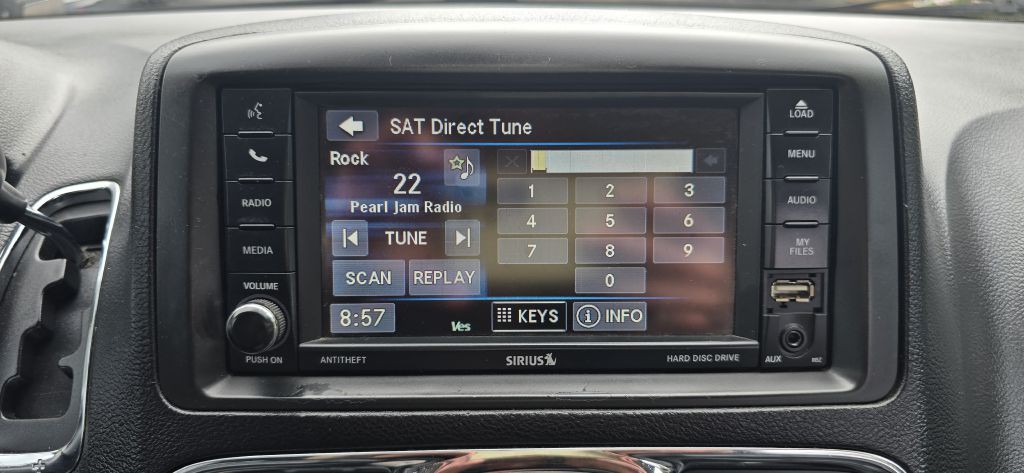 LOAD
MENU
AUDIO
MY
FILES
AUX
RBZ
RADIO
MEDIA
VOLUME
PUSH ON
SAT Direct Tune
Rock
22
Pearl Jam Radio
TUNE
SCAN
REPLAY
8:57
Ves
1 2 3
4 5 6
7 8 9
0
KEYS
INFO
ANTITHEFT
SIRIUS
HARD DISC DRIVE